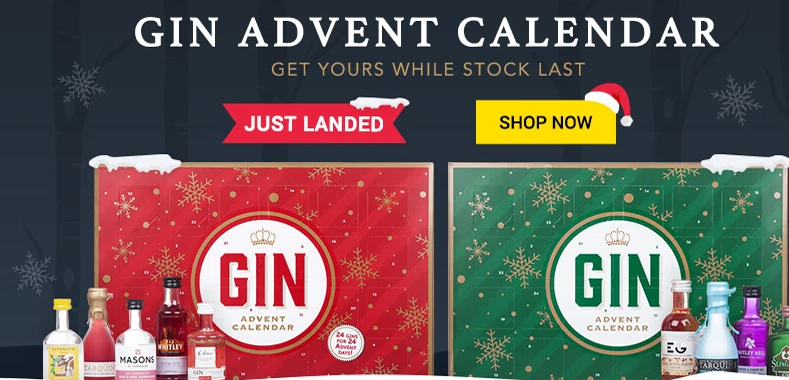 GIN ADVENT CALENDAR
GET YOURS WHILE STOCK LAST
JUST LANDED
SHOP NOW
GIN
ADVENT
CALENDAR
24 GINS
FOR 24
ADVENT
DAYS!
GIN
ADVENT
CALENDAR
MASONS
WHITLEY
GIN
EG
TARQUIN
WHITLEY NEILL